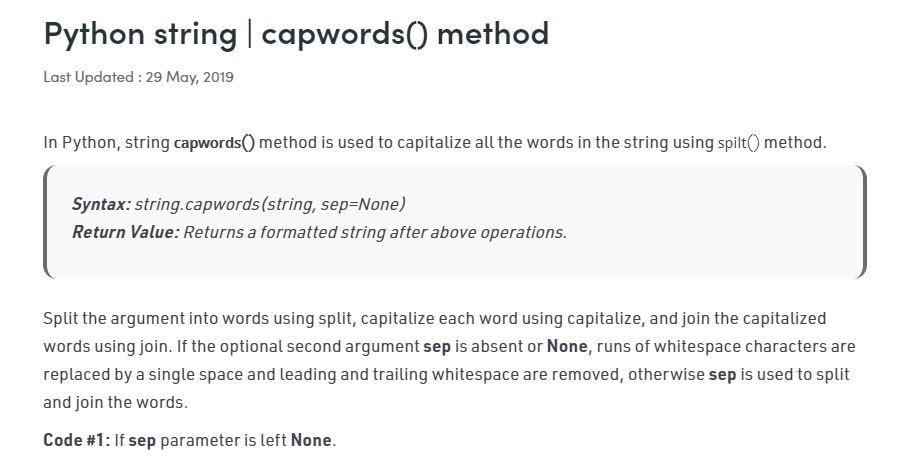 Python string | capwords() method
Last Updated : 29 May, 2019
In Python, string capwords() method is used to capitalize all the words in the string using spilt() method.
Syntax: string.capwords(string, sep=None)
Return Value: Returns a formatted string after above operations.
Split the argument into words using split, capitalize each word using capitalize, and join the capitalized
words using join. If the optional second argument sep is absent or None, runs of whitespace characters are
replaced by a single space and leading and trailing whitespace are removed, otherwise sep is used to split
and join the words.
Code #1: If sep parameter is left None.